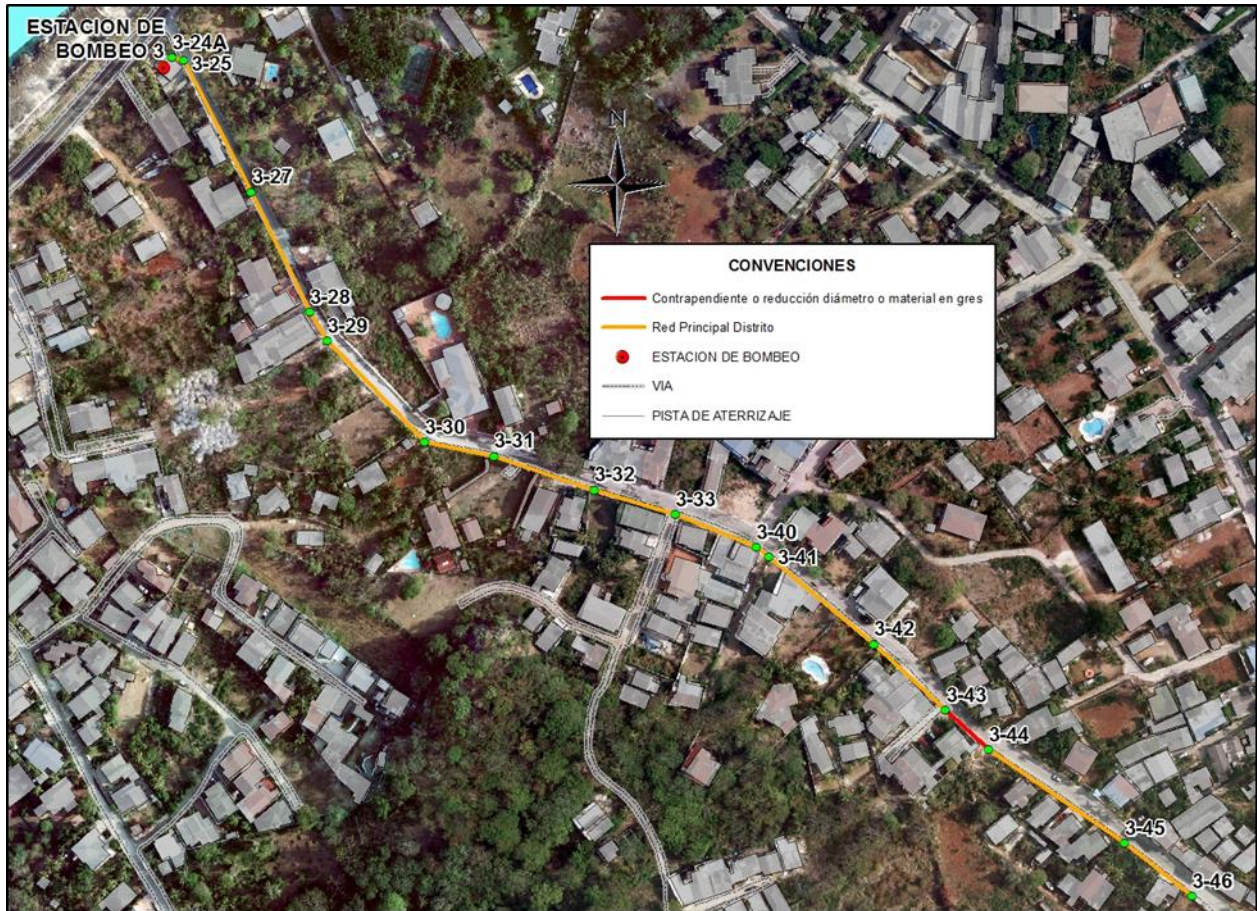 ESTACION DE
BOMBEO 3
3-24A
3-25
3-27
N
3-28
3-29
CONVENCIONES
Contrapendiente o reducción diámetro o material en gres
Red Principal Distrito
ESTACION DE BOMBEO
VIA
PISTA DE ATERRIZAJE
3-30
3-31
3-32
3-33
3-40
3-41
3-42
3-43
3-44
3-45
3-46